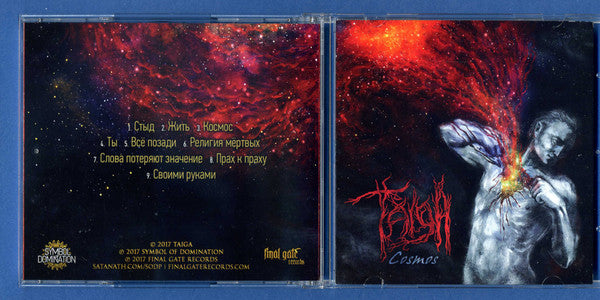 1. Стыд 2. Жить 3. Космос
4. Ты 5. Всё позади 6. Религия мёртвых
7. Слова потеряют значение 8. Прах к праху
9. Своими руками
SYMBOL
OF
DOMINATION
© 2017 TAIGA
℗ 2017 SYMBOL OF DOMINATION
℗ 2017 FINAL GATE RECORDS
SATANATH.COM/SODP | FINALGATERECORDS.COM
final gate
records
TAIGA
Cosmos